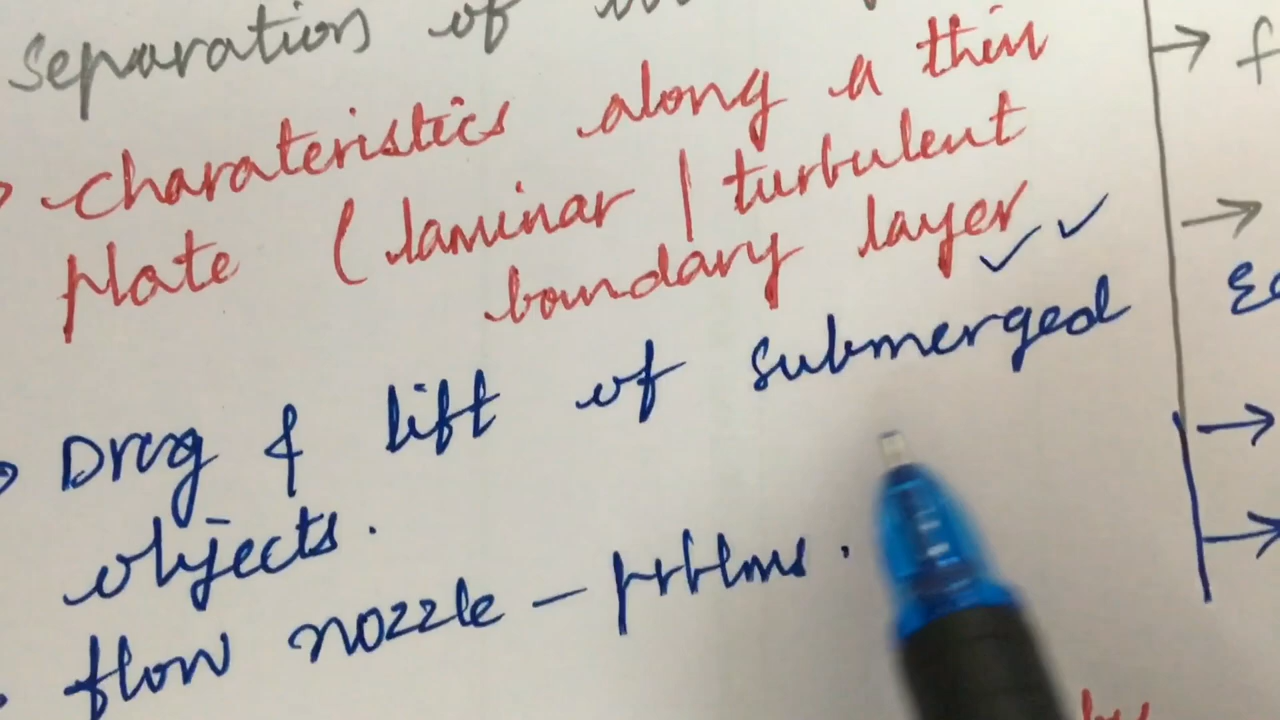 separation of
charateristics along a thin
plate ( laminar | turbulent
boundary layer
Drag & lift of submerged
objects.
flow nozzle - prblms.